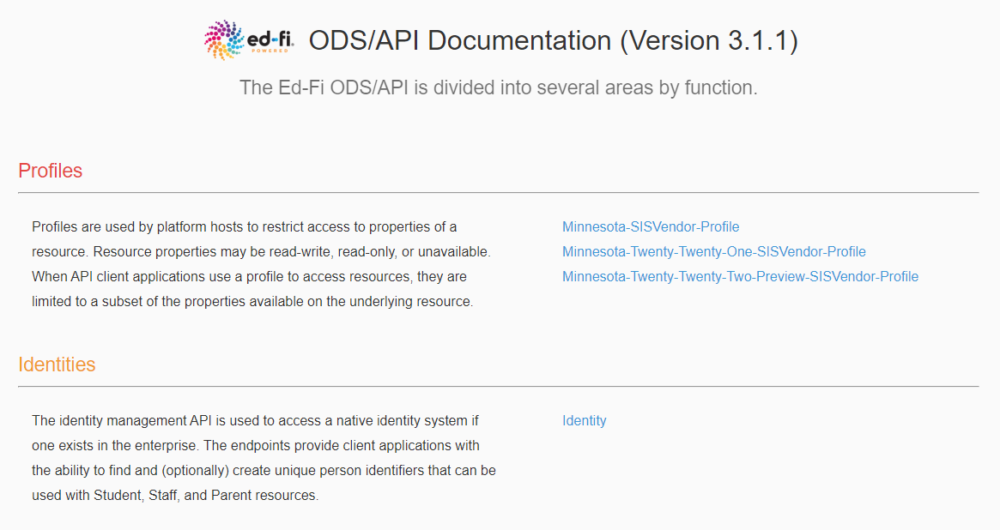 ed-fi. ODS/API Documentation (Version 3.1.1)
POWERED
The Ed-Fi ODS/API is divided into several areas by function.
Profiles
Profiles are used by platform hosts to restrict access to properties of a
resource. Resource properties may be read-write, read-only, or unavailable.
When API client applications use a profile to access resources, they are
limited to a subset of the properties available on the underlying resource.
Minnesota-SISVendor-Profile
Minnesota-Twenty-Twenty-One-SISVendor-Profile
Minnesota-Twenty-Twenty-Two-Preview-SISVendor-Profile
Identities
The identity management API is used to access a native identity system if
one exists in the enterprise. The endpoints provide client applications with
the ability to find and (optionally) create unique person identifiers that can be
used with Student, Staff, and Parent resources.
Identity